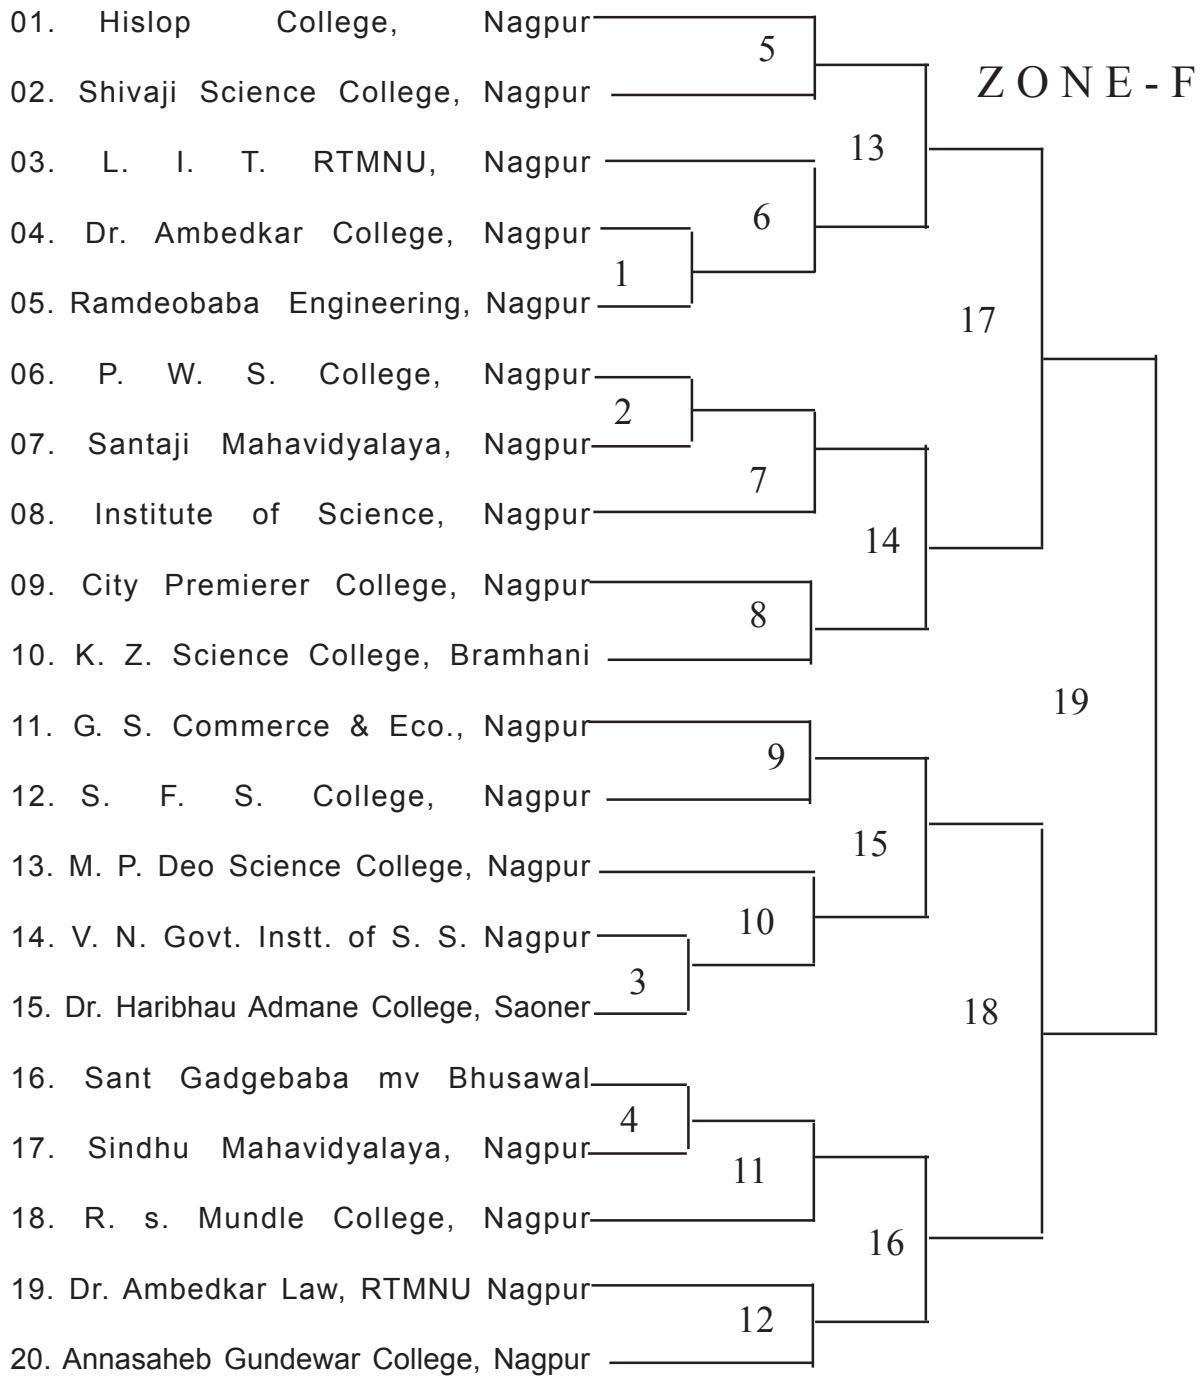 01. Hislop College, Nagpur
5
ZONE-F
02. Shivaji Science College, Nagpur
13
03. L. I. T. RTMNU, Nagpur
6
04. Dr. Ambedkar College, Nagpur
1
05. Ramdeobaba Engineering, Nagpur
17
06. P. W. S. College, Nagpur
2
07. Santaji Mahavidyalaya, Nagpur
7
08. Institute of Science, Nagpur
14
09. City Premierer College, Nagpur
8
10. K. Z. Science College, Bramhani
19
11. G. S. Commerce & Eco., Nagpur
9
12. S. F. S. College, Nagpur
15
13. M. P. Deo Science College, Nagpur
10
14. V. N. Govt. Instt. of S. S. Nagpur
3
15. Dr. Haribhau Admane College, Saoner
18
16. Sant Gadgebaba mv Bhusawal
4
17. Sindhu Mahavidyalaya, Nagpur
11
18. R. s. Mundle College, Nagpur
16
19. Dr. Ambedkar Law, RTMNU Nagpur
12
20. Annasaheb Gundewar College, Nagpur